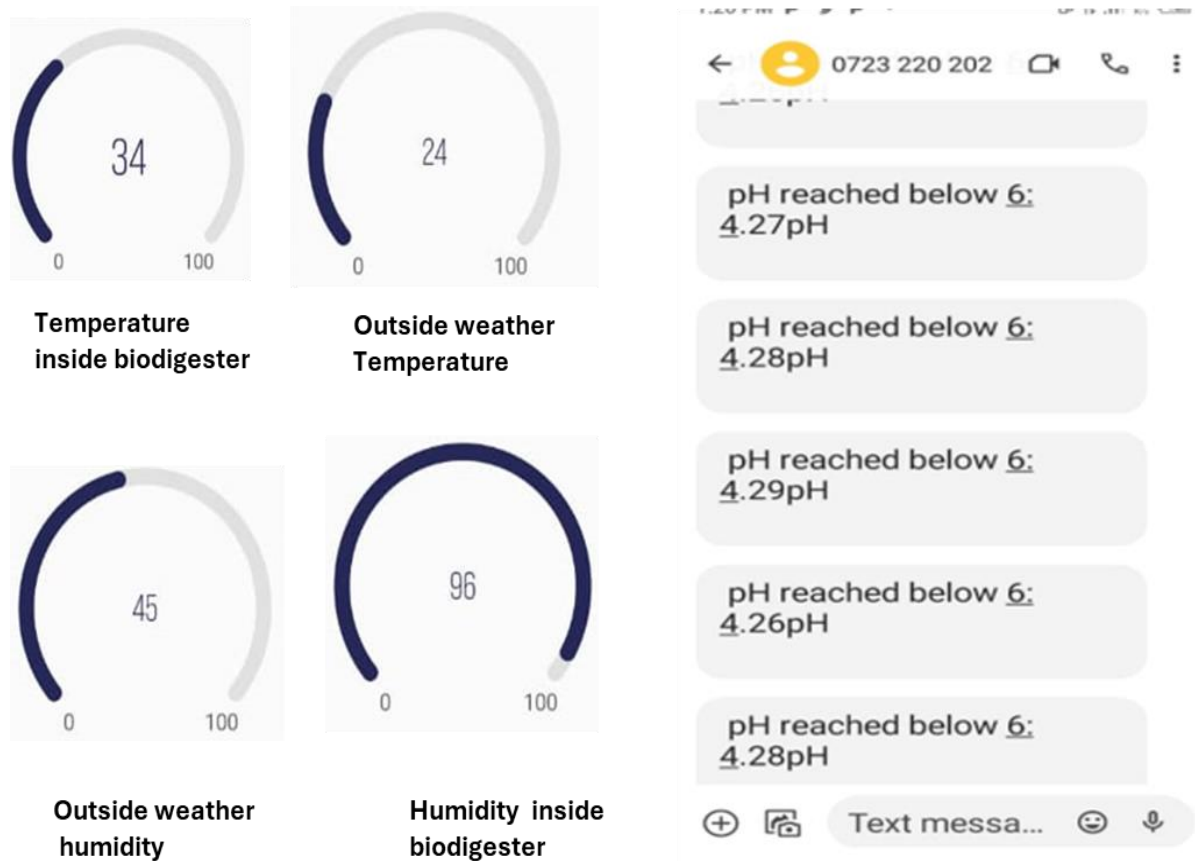 34
0
100
Temperature
inside biodigester
24
0
100
Outside weather
Temperature
45
0
100
Outside weather
humidity
96
0
100
Humidity inside
biodigester
0723 220 202
pH reached below 6:
4.27pH
pH reached below 6:
4.28pH
pH reached below 6:
4.29pH
pH reached below 6:
4.26pH
pH reached below 6:
4.28pH
Text messa...